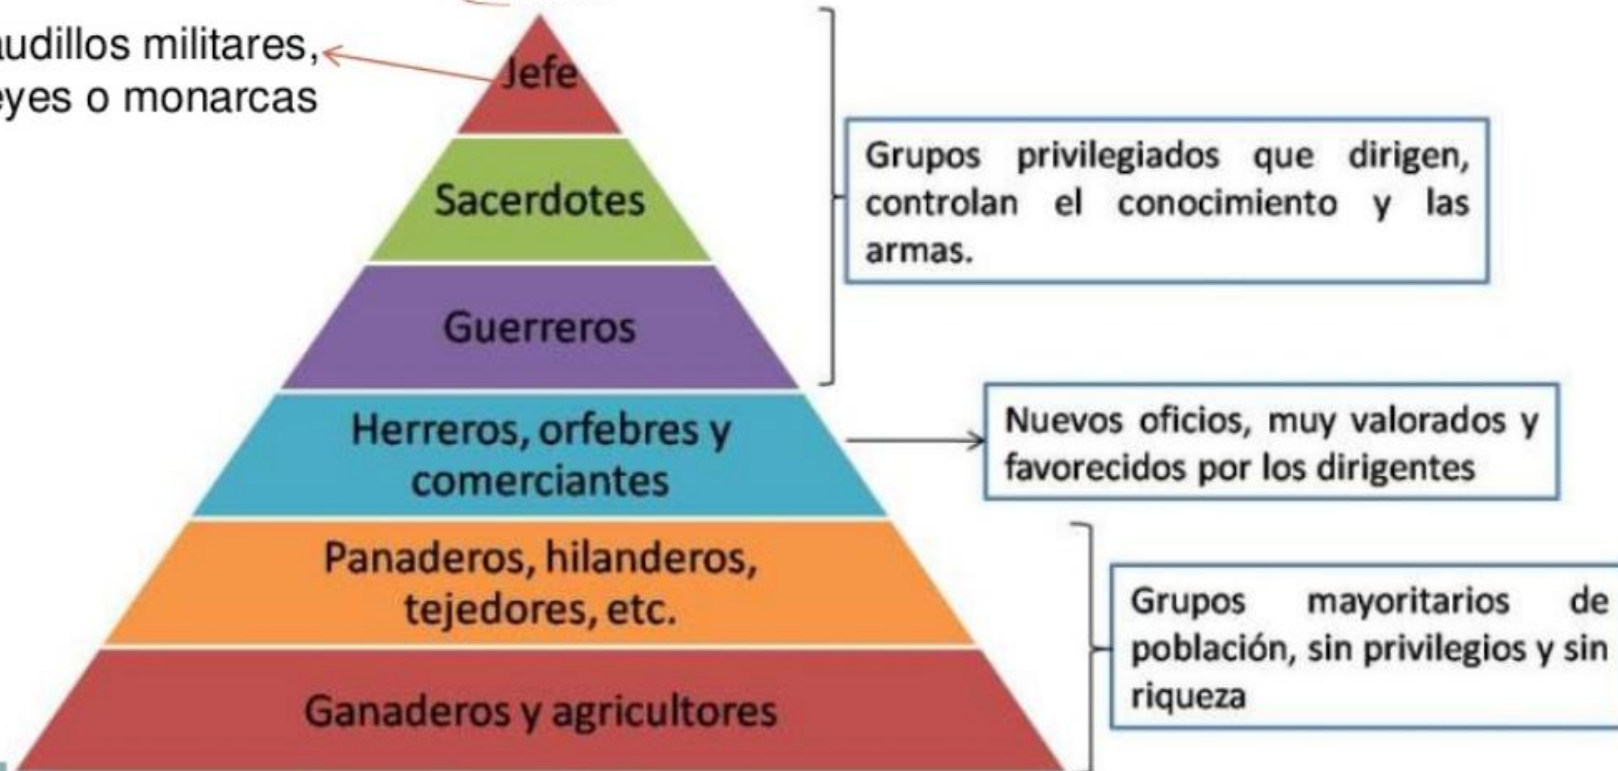 audillos militares,
eyes o monarcas
Jefe
Sacerdotes
Guerreros
Herreros, orfebres y
comerciantes
Panaderos, hilanderos,
tejedores, etc.
Ganaderos y agricultores
Grupos privilegiados que dirigen,
controlan el conocimiento y las
armas.
Nuevos oficios, muy valorados y
favorecidos por los dirigentes
Grupos mayoritarios de
población, sin privilegios y sin
riqueza